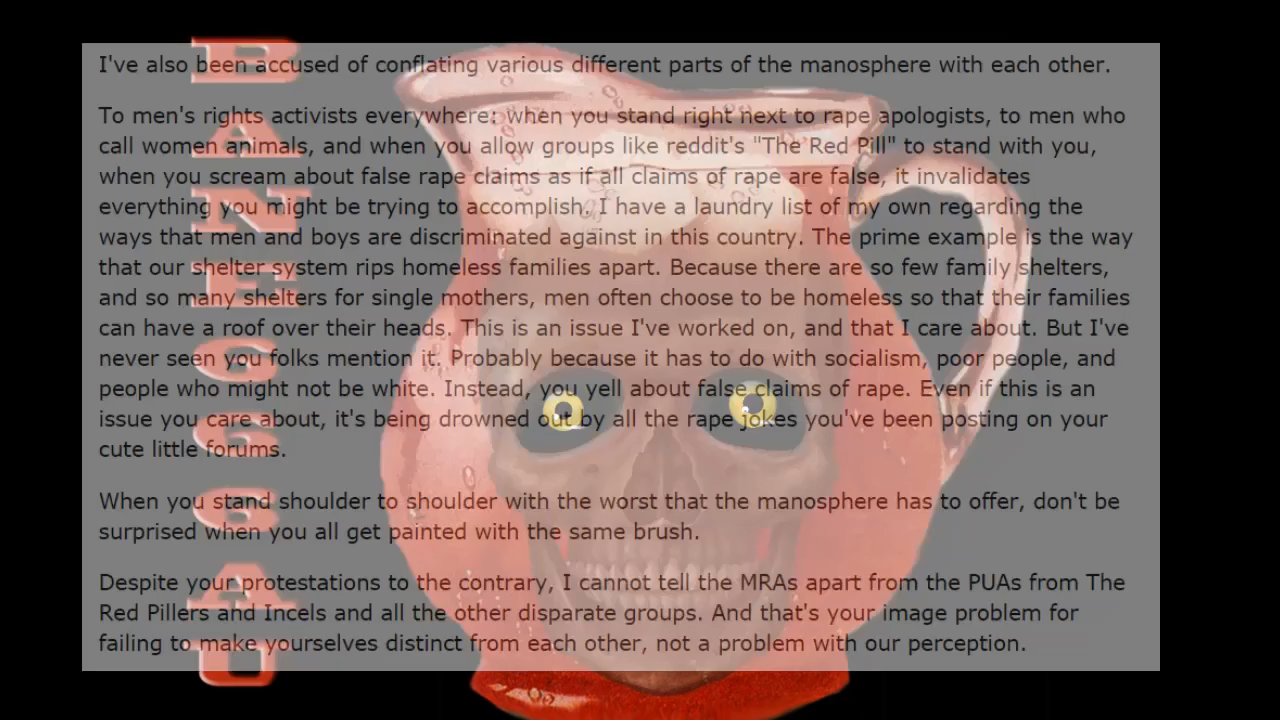 I've also been accused of conflating various different parts of the manosphere with each other.
To men's rights activists everywhere: when you stand right next to rape apologists, to men who
call women animals, and when you allow groups like reddit's "The Red Pill" to stand with you,
when you scream about false rape claims as if all claims of rape are false, it invalidates
everything you might be trying to accomplish. I have a laundry list of my own regarding the
ways that men and boys are discriminated against in this country. The prime example is the way
that our shelter system rips homeless families apart. Because there are so few family shelters,
and so many shelters for single mothers, men often choose to be homeless so that their families
can have a roof over their heads. This is an issue I've worked on, and that I care about. But I've
never seen you folks mention it. Probably because it has to do with socialism, poor people, and
people who might not be white. Instead, you yell about false claims of rape. Even if this is an
issue you care about, it's being drowned out by all the rape jokes you've been posting on your
cute little forums.
When you stand shoulder to shoulder with the worst that the manosphere has to offer, don't be
surprised when you all get painted with the same brush.
Despite your protestations to the contrary, I cannot tell the MRAs apart from the PUAs from The
Red Pillers and Incels and all the other disparate groups. And that's your image problem for
failing to make yourselves distinct from each other, not a problem with our perception.